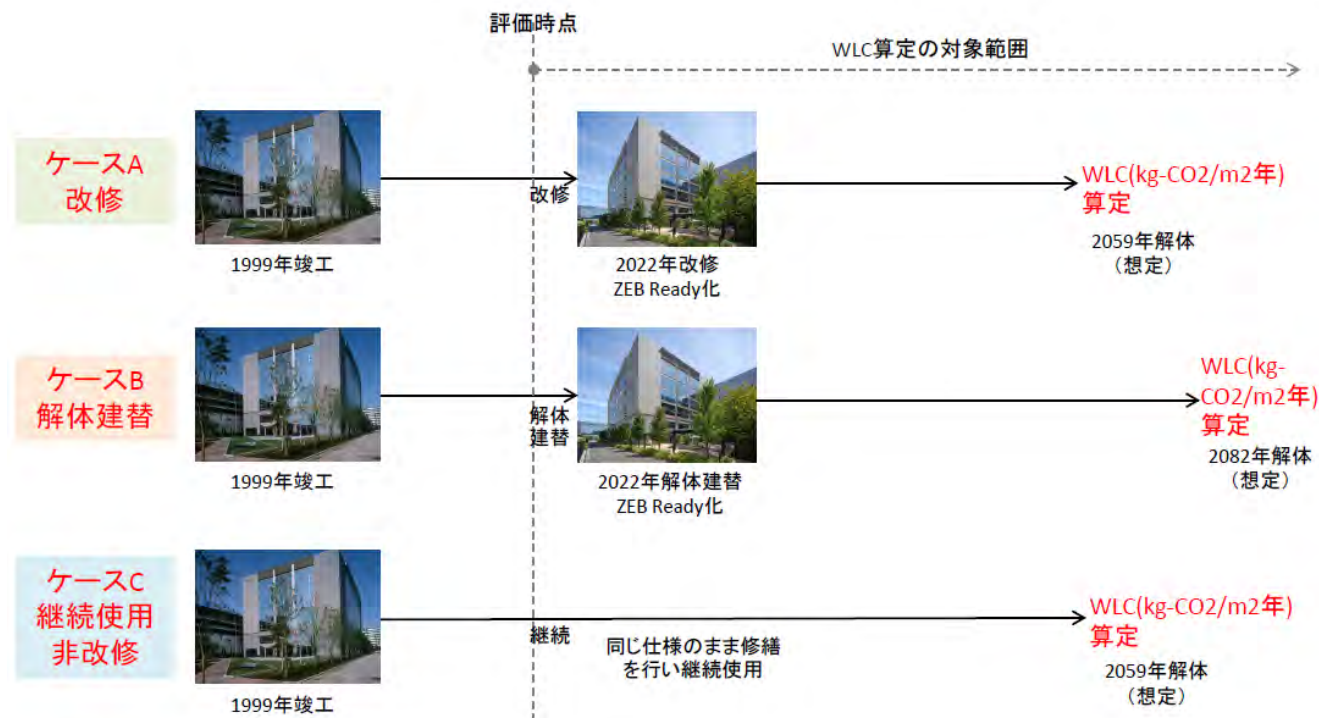 評価時点
WLC算定の対象範囲
ケースA
改修
1999年竣工
改修
2022年改修
ZEB Ready化
WLC(kg-CO2/m2年)
算定
2059年解体
（想定）
ケースB
解体建替
1999年竣工
解体
建替
2022年解体建替
ZEB Ready化
WLC(kg-
CO2/m2年)
算定
2082年解体
（想定）
ケースC
継続使用
非改修
1999年竣工
継続
同じ仕様のまま修繕
を行い継続使用
WLC(kg-CO2/m2年)
算定
2059年解体
（想定）